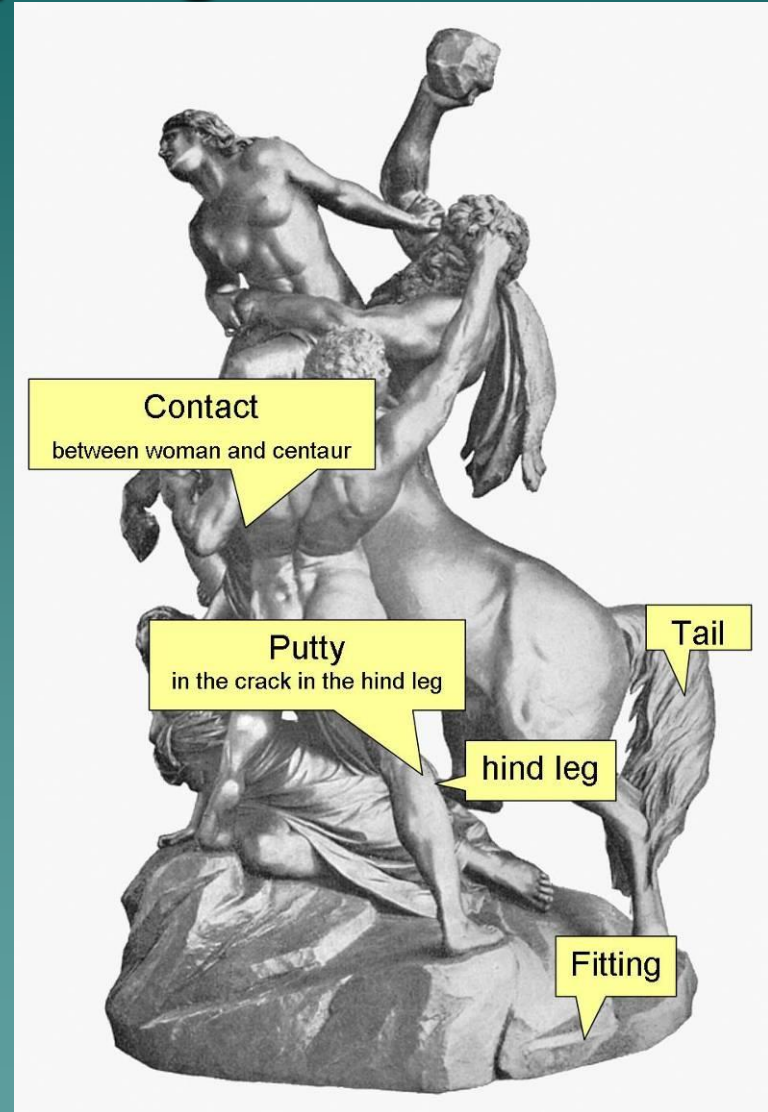 Contact
between woman and centaur
Putty
in the crack in the hind leg
Tail
hind leg
Fitting